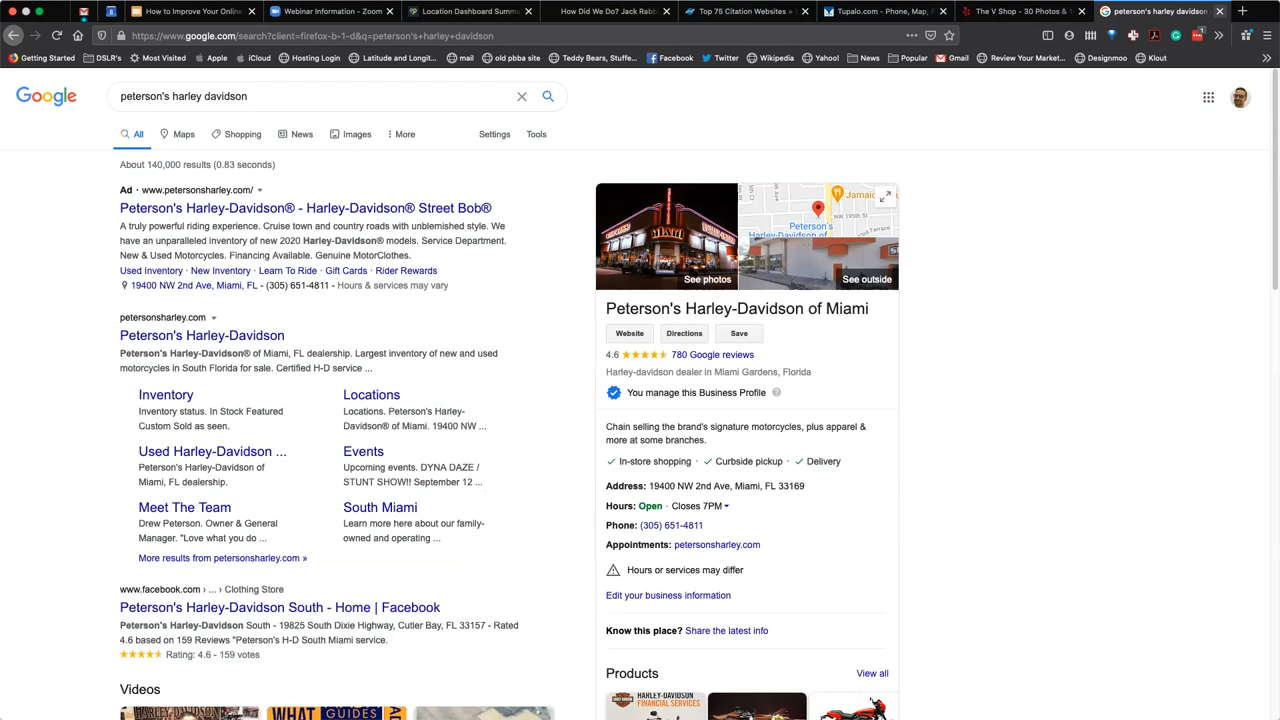 How to Improve Your Online
Webinar Information - Zoom
Location Dashboard Summa
How Did We Do? Jack Rabb
Top 75 Citation Websites
Tupalo.com - Phone, Map,
The V Shop - 30 Photos & 1
peterson's harley davidson
https://www.google.com/search?client=firefox-b-1-d&q=peterson's+harley+davidson
Getting Started DSLR's Most Visited Apple iCloud Hosting Login Latitude and Longit... mail old pbba site Teddy Bears, Stuffe... Facebook Twitter Wikipedia Yahoo! News Popular Gmail Review Your Market... Designmoo Klout
Google
peterson's harley davidson
All Maps Shopping News Images More Settings Tools
About 140,000 results (0.83 seconds)
Ad · www.petersonsharley.com/
Peterson's Harley-Davidson® - Harley-Davidson® Street Bob®
A truly powerful riding experience. Cruise town and country roads with unblemished style. We
have an unparalleled inventory of new 2020 Harley-Davidson® models. Service Department.
New & Used Motorcycles. Financing Available. Genuine MotorClothes.
Used Inventory · New Inventory · Learn To Ride · Gift Cards · Rider Rewards
19400 NW 2nd Ave, Miami, FL - (305) 651-4811 - Hours & services may vary
petersonsharley.com
Peterson's Harley-Davidson
Peterson's Harley-Davidson® of Miami, FL dealership. Largest inventory of new and used
motorcycles in South Florida for sale. Certified H-D service ...
Inventory
Inventory status. In Stock Featured
Custom Sold as seen.
Locations
Locations. Peterson's Harley-
Davidson® of Miami. 19400 NW ...
Used Harley-Davidson ...
Peterson's Harley-Davidson of
Miami, FL dealership.
Events
Upcoming events. DYNA DAZE /
STUNT SHOW!! September 12 ...
Meet The Team
Drew Peterson. Owner & General
Manager. "Love what you do ...
South Miami
Learn more here about our family-
owned and operating ...
More results from petersonsharley.com »
www.facebook.com › ... › Clothing Store
Peterson's Harley-Davidson South - Home | Facebook
Peterson's Harley-Davidson South - 19825 South Dixie Highway, Cutler Bay, FL 33157 - Rated
4.6 based on 159 Reviews "Peterson's H-D South Miami service.
Rating: 4.6 - 159 votes
Videos
WHAT GUIDES
See photos
Jamaic
NW 195th St
Peterson's
Harley-Davidson of
See outside
Peterson's Harley-Davidson of Miami
Website Directions Save
4.6 780 Google reviews
Harley-davidson dealer in Miami Gardens, Florida
You manage this Business Profile
Chain selling the brand's signature motorcycles, plus apparel &
more at some branches.
In-store shopping · Curbside pickup · Delivery
Address: 19400 NW 2nd Ave, Miami, FL 33169
Hours: Open · Closes 7PM
Phone: (305) 651-4811
Appointments: petersonsharley.com
Hours or services may differ
Edit your business information
Know this place? Share the latest info
Products
View all
HARLEY-DAVIDSON
FINANCIAL SERVICES